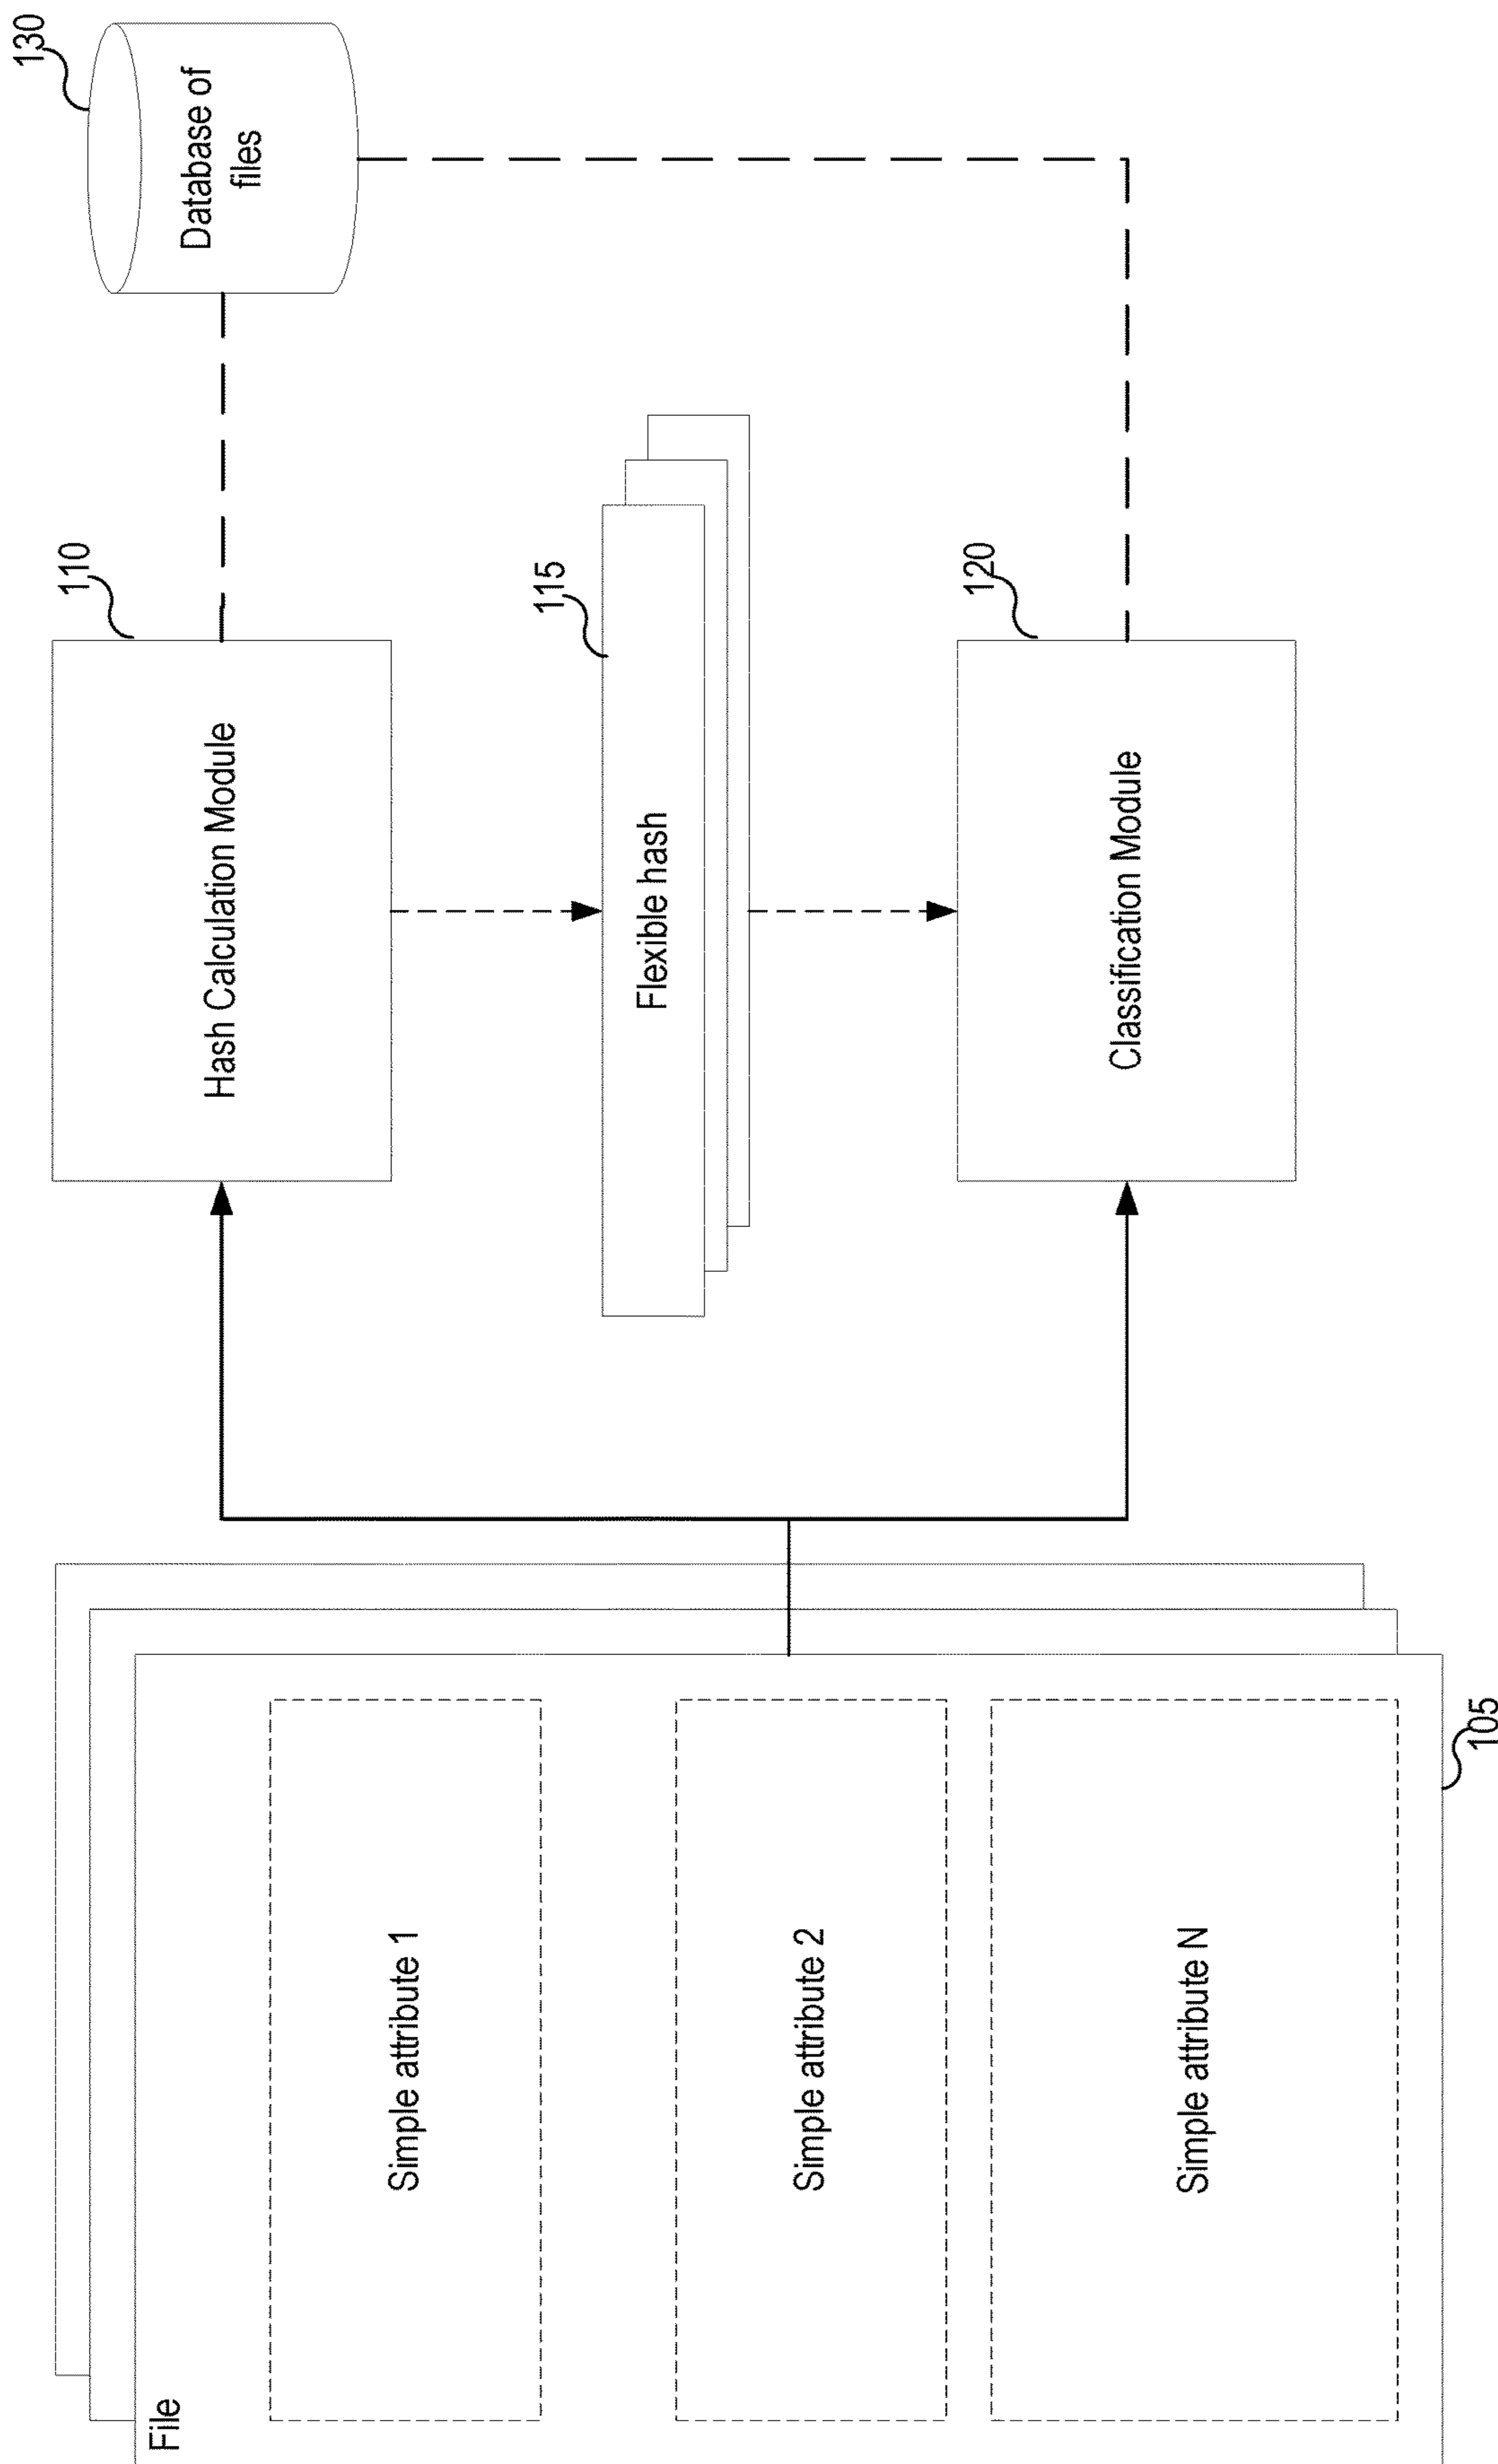 File
Simple attribute 1
Simple attribute 2
Simple attribute N
105
110
Hash Calculation Module
115
Flexible hash
120
Classification Module
130
Database of
files